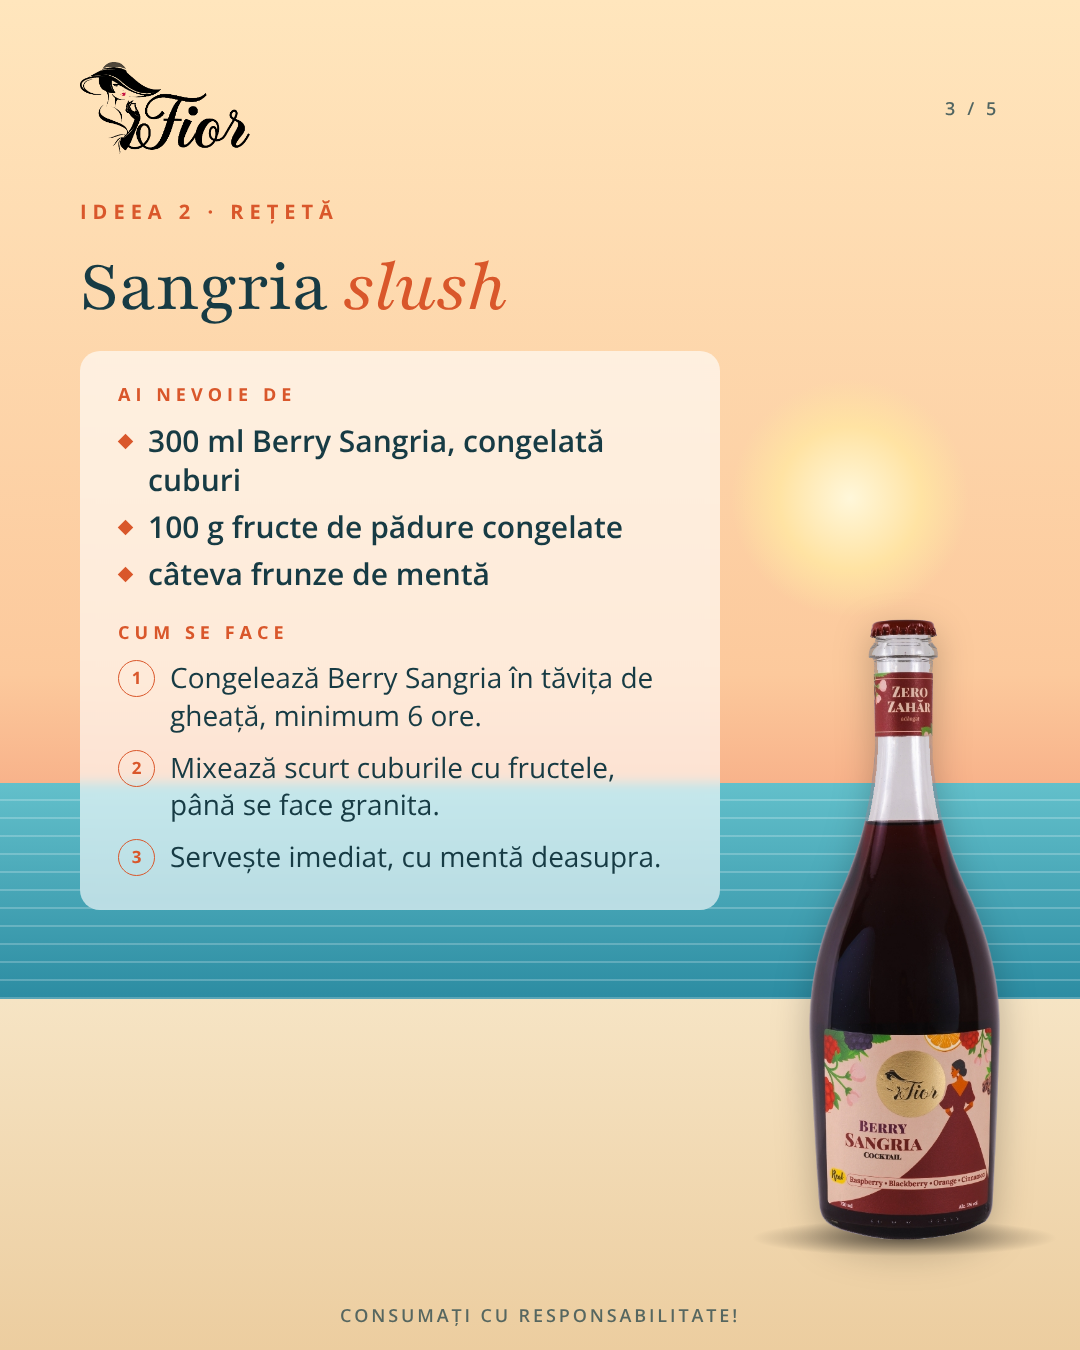 Fior
3 / 5
IDEEA 2 · REȚETĂ
Sangria slush
AI NEVOIE DE
300 ml Berry Sangria, congelată
cuburi
100 g fructe de pădure congelate
câteva frunze de mentă
CUM SE FACE
1 Congelează Berry Sangria în tăvița de
gheață, minimum 6 ore.
2 Mixează scurt cuburile cu fructele,
până se face granita.
3 Servește imediat, cu mentă deasupra.
ZERO
ZAHĂR
adăugat
Fior
BERRY
SANGRIA
COCKTAIL
Real Raspberry • Blackberry • Orange • Cinnamon
CONSUMAȚI CU RESPONSABILITATE!